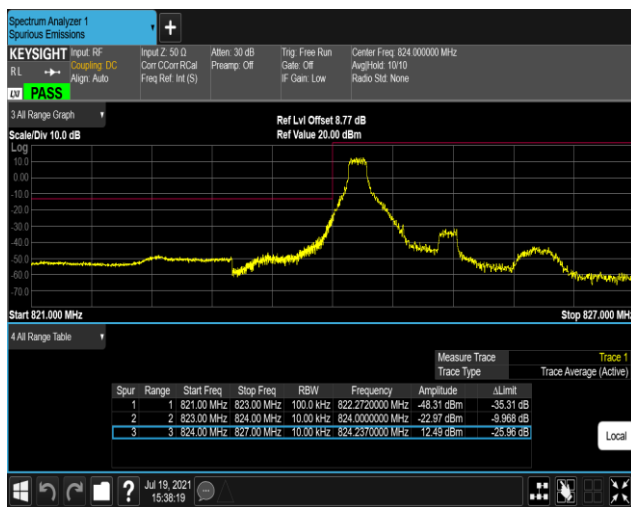 Spectrum Analyzer 1
Spurious Emissions
+
KEYSIGHT Input: RF Input Z: 50 Ω Atten: 30 dB Trig: Free Run Center Freq: 824.000000 MHz
Coupling: DC Corr CCorr RCal Preamp: Off Gate: Off Avg|Hold: 10/10
RL Align: Auto Freq Ref: Int (S) IF Gain: Low Radio Std: None
LXI PASS
3 All Range Graph
Ref Lvl Offset 8.77 dB
Scale/Div 10.0 dB Ref Value 20.00 dBm
Log
10.0
0.00
-10.0
-20.0
-30.0
-40.0
-50.0
-60.0
-70.0
Start 821.000 MHz Stop 827.000 MHz
4 All Range Table
Measure Trace Trace 1
Trace Type Trace Average (Active)
Spur Range Start Freq Stop Freq RBW Frequency Amplitude ΔLimit
1 1 821.00 MHz 823.00 MHz 100.0 kHz 822.2720000 MHz -48.31 dBm -35.31 dB
2 2 823.00 MHz 824.00 MHz 10.00 kHz 824.0000000 MHz -22.97 dBm -9.968 dB
3 3 824.00 MHz 827.00 MHz 10.00 kHz 824.2370000 MHz 12.49 dBm -25.96 dB
Local
? Jul 19, 2021
15:38:19